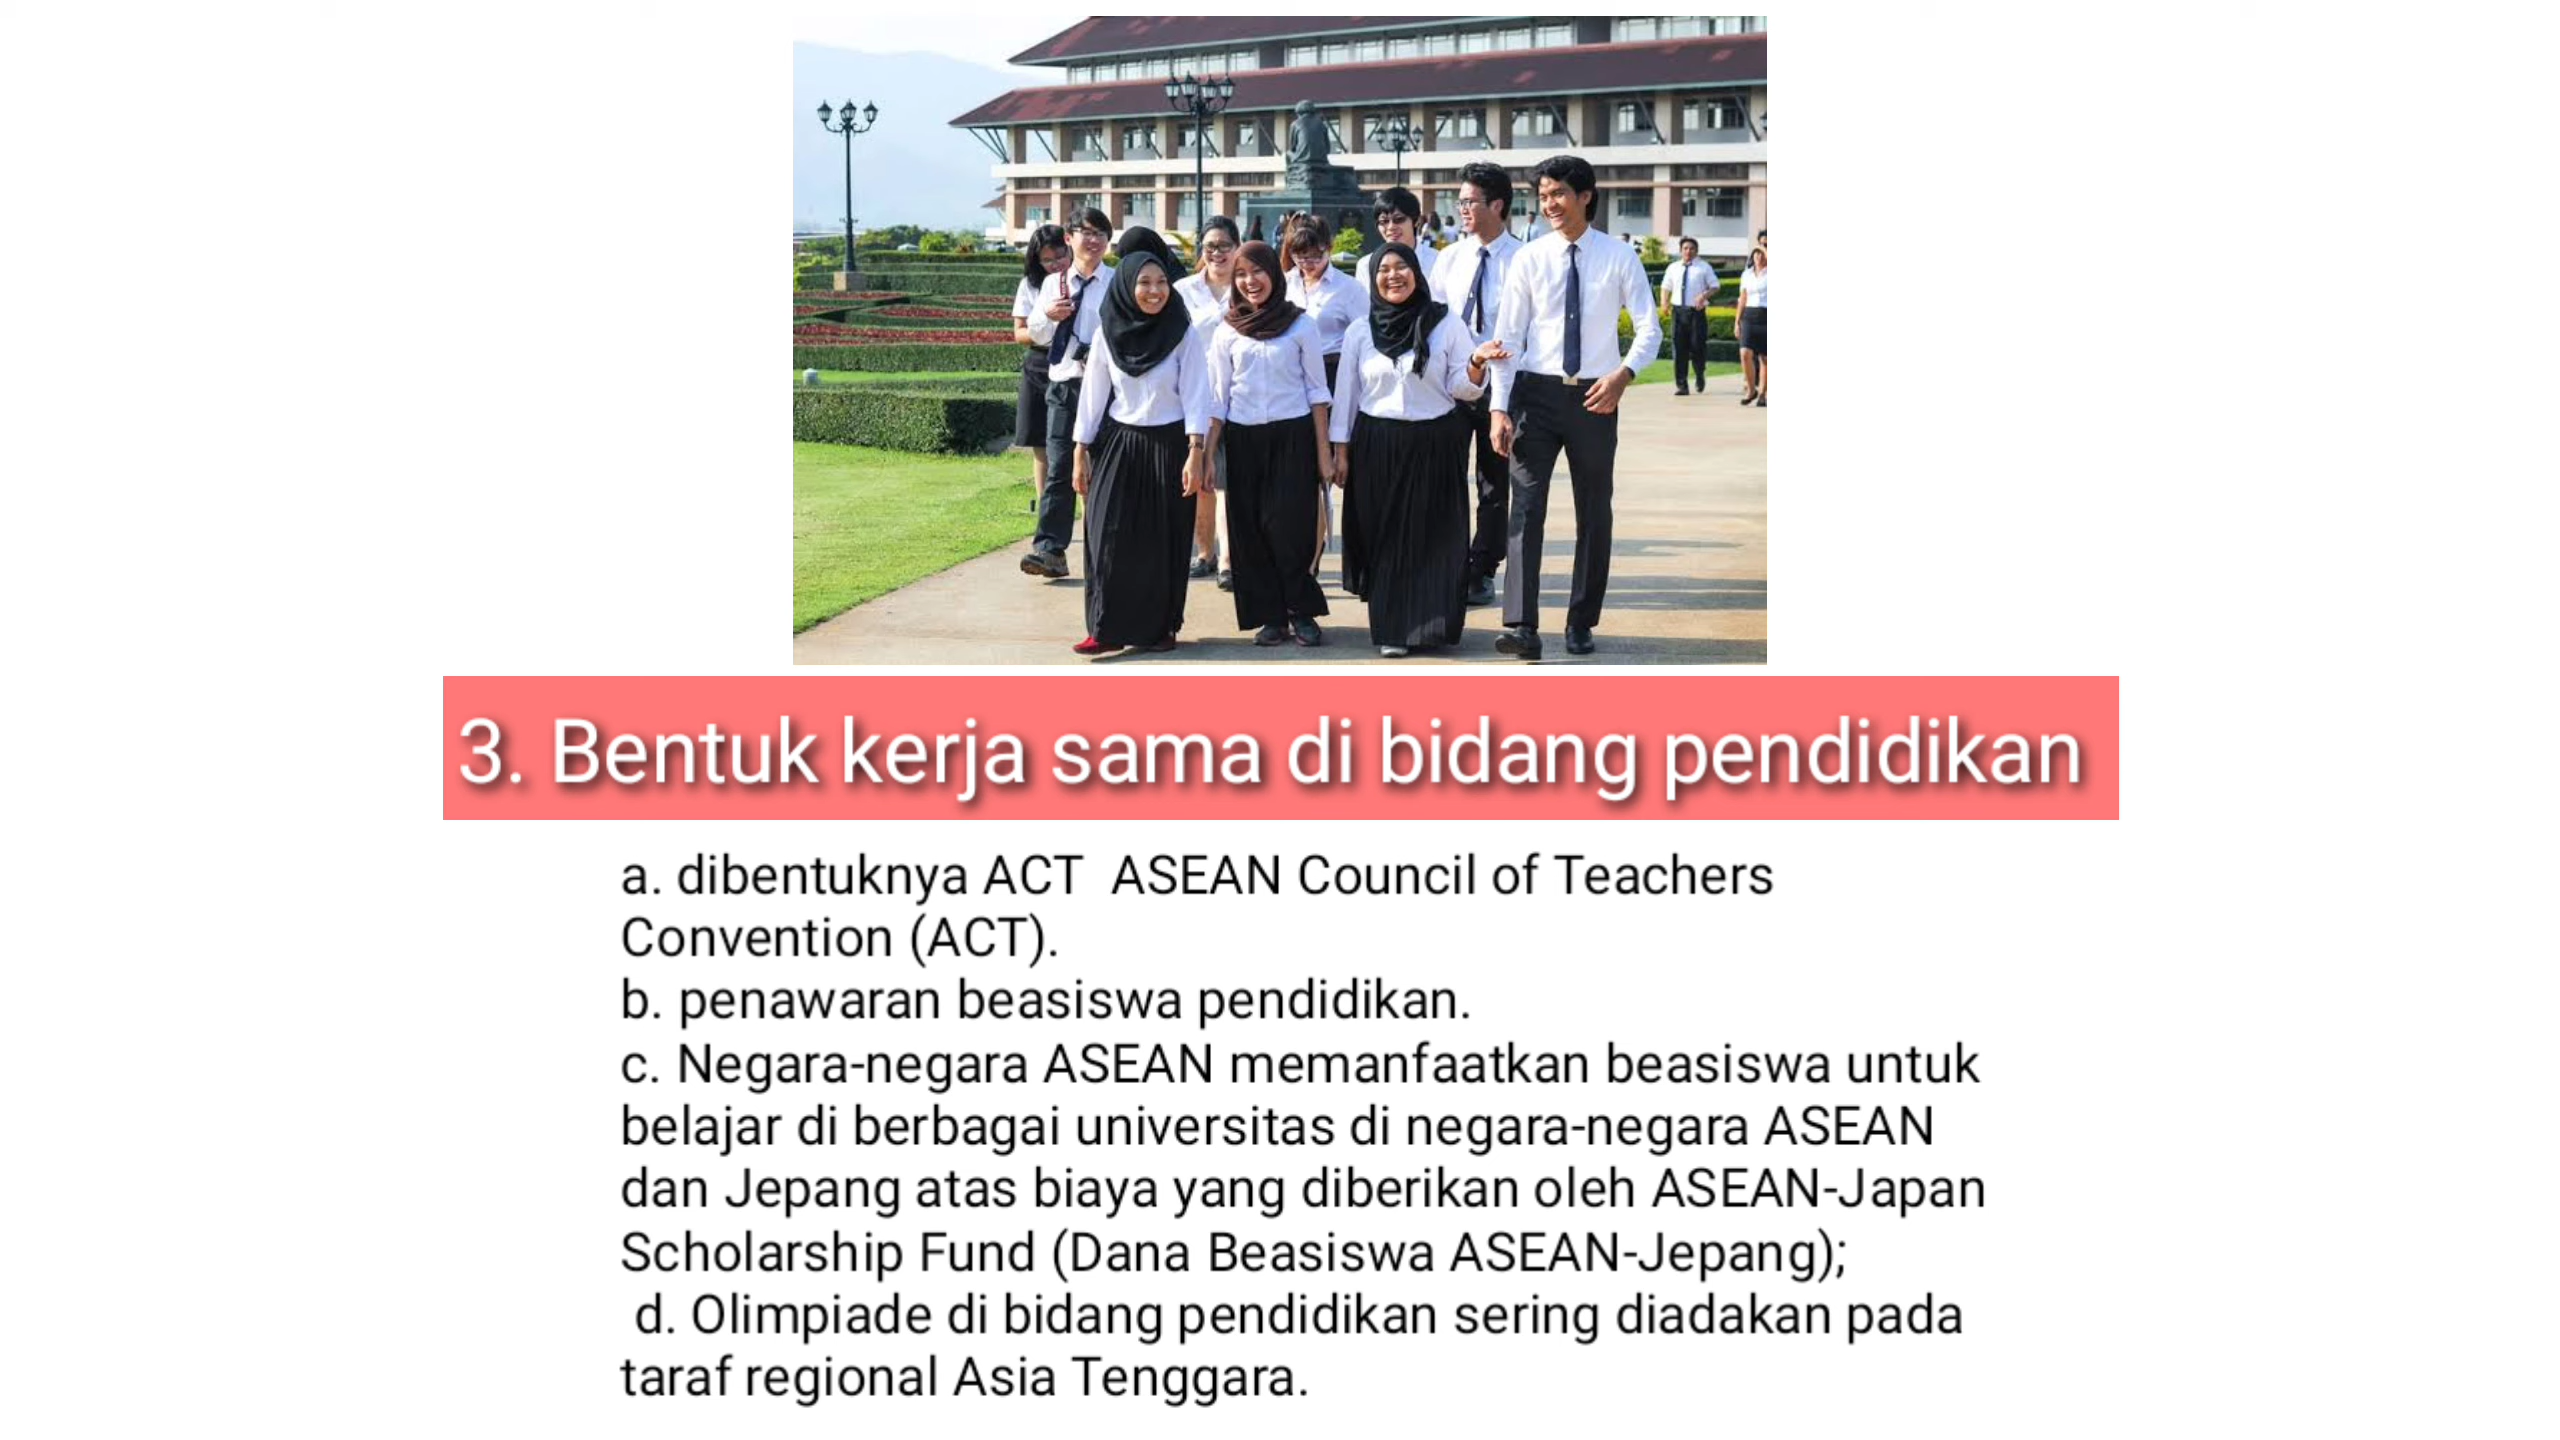 3. Bentuk kerja sama di bidang pendidikan
a. dibentuknya ACT  ASEAN Council of Teachers
Convention (ACT).
b. penawaran beasiswa pendidikan.
c. Negara-negara ASEAN memanfaatkan beasiswa untuk
belajar di berbagai universitas di negara-negara ASEAN
dan Jepang atas biaya yang diberikan oleh ASEAN-Japan
Scholarship Fund (Dana Beasiswa ASEAN-Jepang);
d. Olimpiade di bidang pendidikan sering diadakan pada
taraf regional Asia Tenggara.